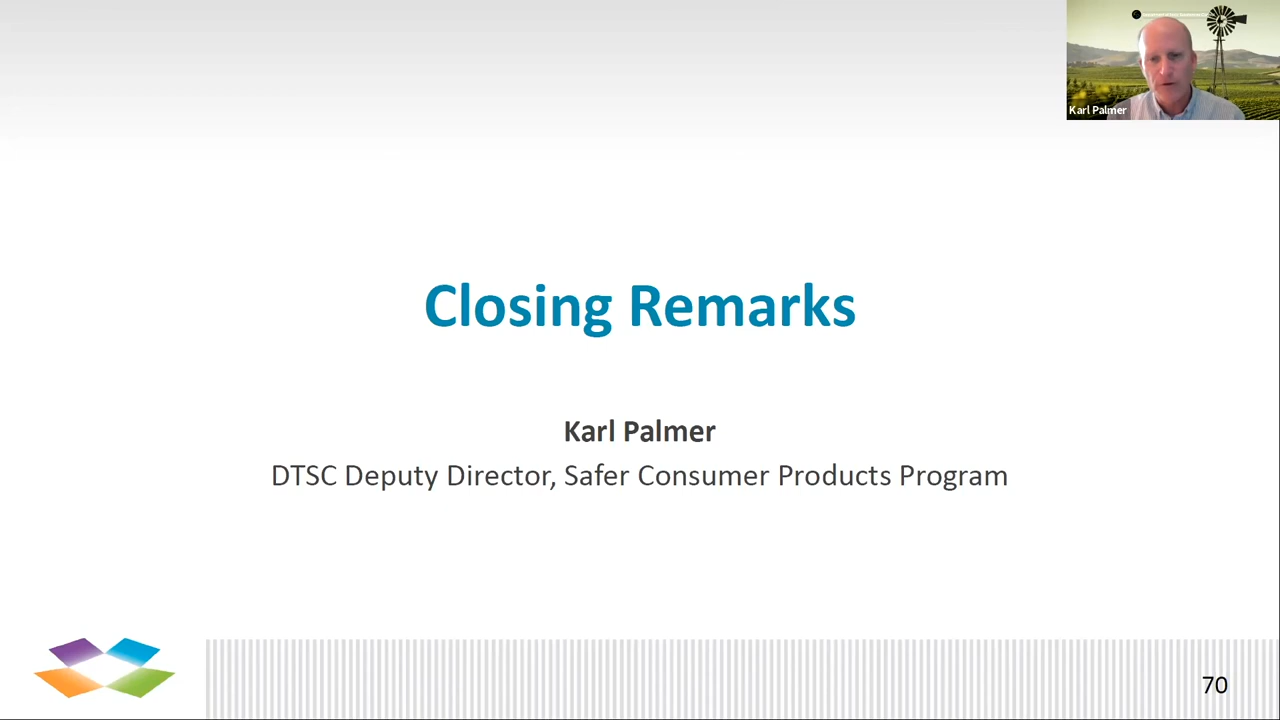 Karl Palmer
Closing Remarks
Karl Palmer
DTSC Deputy Director, Safer Consumer Products Program
70